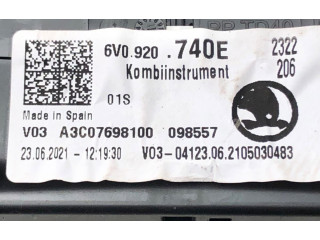 6V0.920 .740E 2322
Kombiinstrument 206
01S
Made in Spain
V03 A3C07698100 098557
23.06.2021 - 12:19:30 V03-04123.06.2105030483